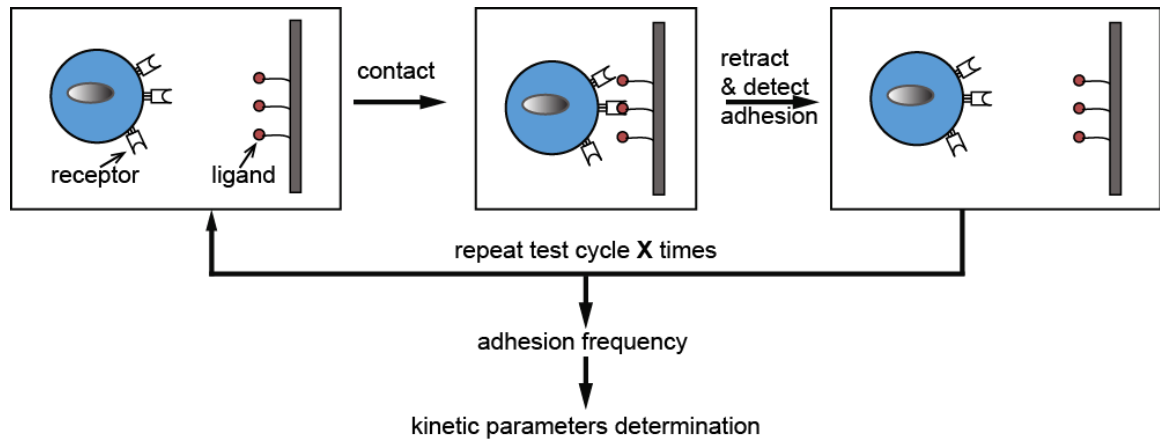 contact
retract
& detect
adhesion
receptor
ligand
repeat test cycle X times
adhesion frequency
kinetic parameters determination